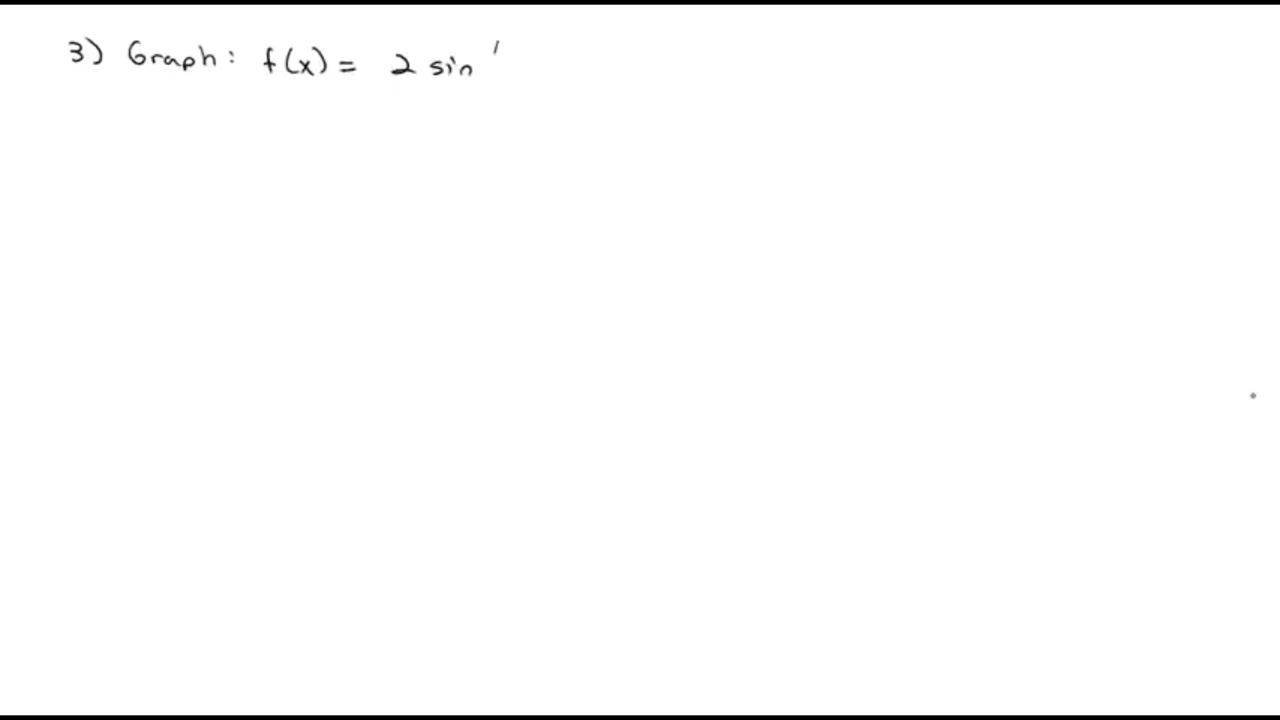 3) Graph: f(x) = 2 sin